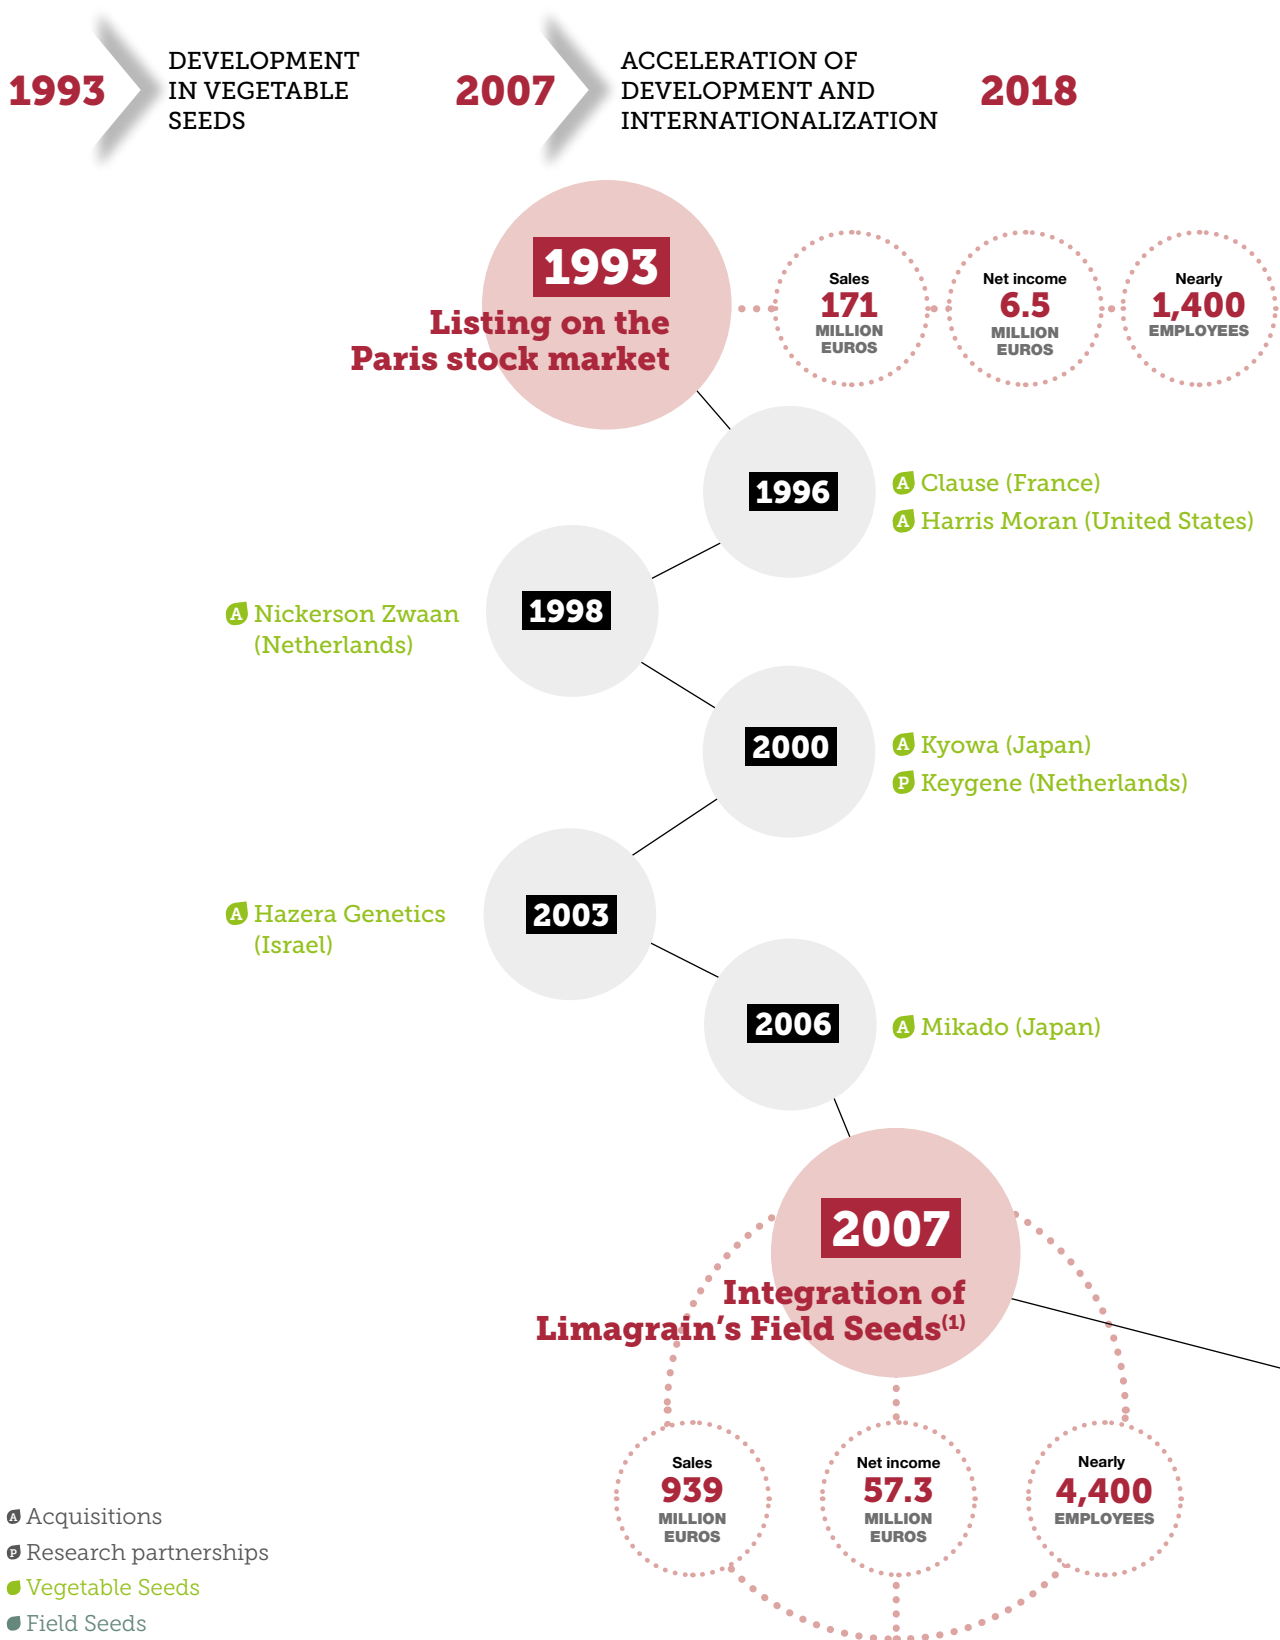 1993
DEVELOPMENT
IN VEGETABLE
SEEDS
2007
ACCELERATION OF
DEVELOPMENT AND
INTERNATIONALIZATION
2018
1993
Listing on the
Paris stock market
Sales
171
MILLION
EUROS
Net income
6.5
MILLION
EUROS
Nearly
1,400
EMPLOYEES
1996
A Clause (France)
A Harris Moran (United States)
1998
A Nickerson Zwaan
(Netherlands)
2000
A Kyowa (Japan)
P Keygene (Netherlands)
2003
A Hazera Genetics
(Israel)
2006
A Mikado (Japan)
2007
Integration of
Limagrain's Field Seeds(1)
Sales
939
MILLION
EUROS
Net income
57.3
MILLION
EUROS
Nearly
4,400
EMPLOYEES
A Acquisitions
P Research partnerships
Vegetable Seeds
Field Seeds